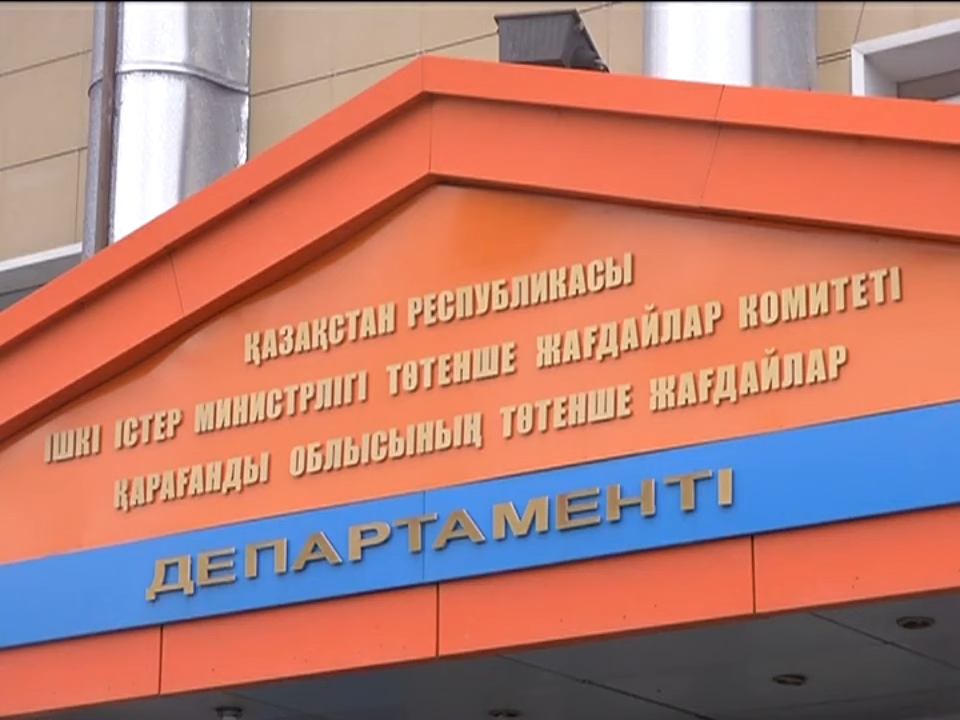 ҚАЗАҚСТАН РЕСПУБЛИКАСЫ
ІШКІ ІСТЕР МИНИСТРЛІГІ ТӨТЕНШЕ ЖАҒДАЙЛАР КОМИТЕТІ
ҚАРАҒАНДЫ ОБЛЫСЫНЫҢ ТӨТЕНШЕ ЖАҒДАЙЛАР
ДЕПАРТАМЕНТІ